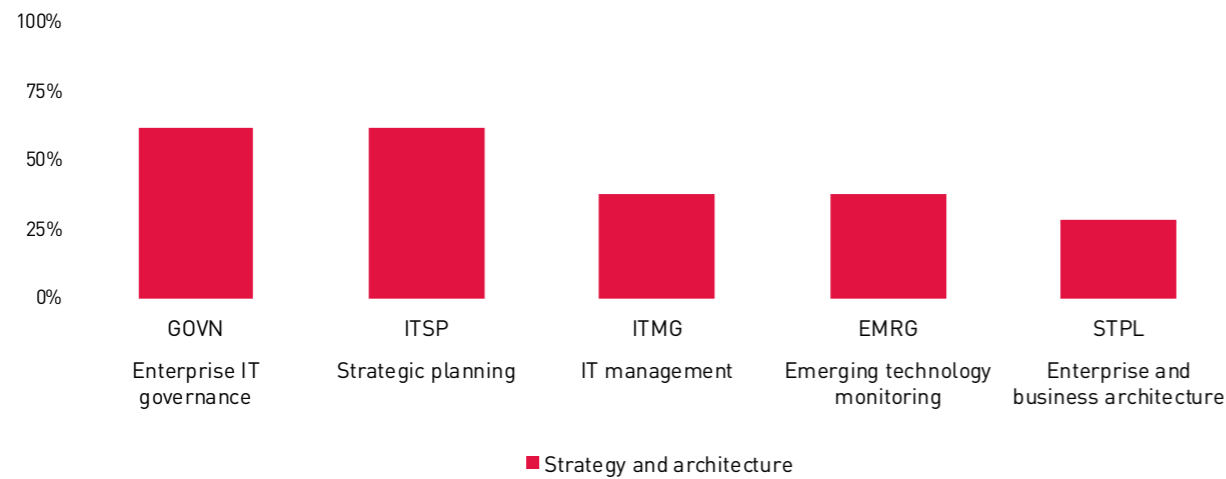 100%
75%
50%
25%
0%
GOVN
ITSP
ITMG
EMRG
STPL
Enterprise IT
governance
Strategic planning
IT management
Emerging technology
monitoring
Enterprise and
business architecture
Strategy and architecture